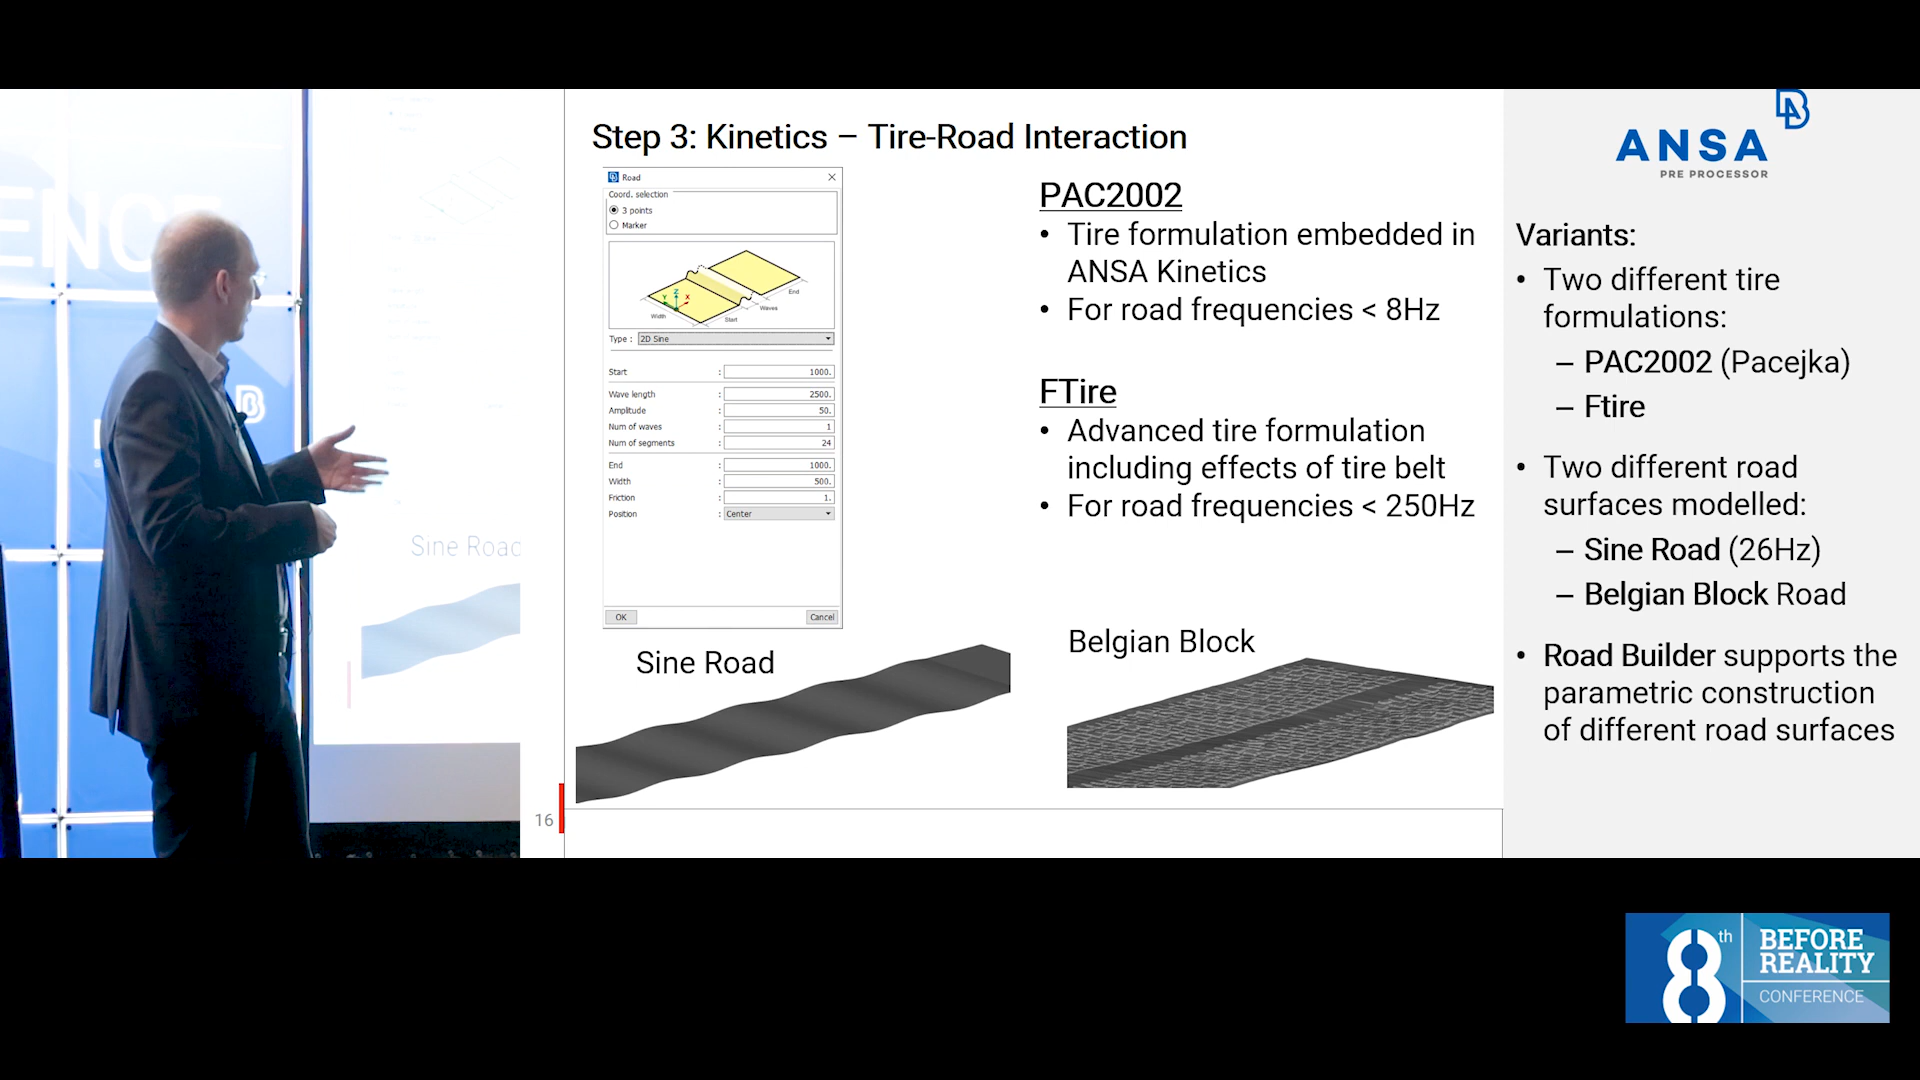 ENCE
B
Sine Road
Step 3: Kinetics – Tire-Road Interaction
Road
Coord. selection
3 points
Marker
Z
Y
X
Width
Start
Waves
End
Type : 2D Sine
Start : 1000.
Wave length : 2500.
Amplitude : 50.
Num of waves : 1
Num of segments : 24
End : 1000.
Width : 500.
Friction : 1.
Position : Center
OK Cancel
Sine Road
PAC2002
• Tire formulation embedded in
ANSA Kinetics
• For road frequencies < 8Hz
FTire
• Advanced tire formulation
including effects of tire belt
• For road frequencies < 250Hz
Belgian Block
16
ANSA
PRE PROCESSOR
Variants:
• Two different tire
formulations:
– PAC2002 (Pacejka)
– Ftire
• Two different road
surfaces modelled:
– Sine Road (26Hz)
– Belgian Block Road
• Road Builder supports the
parametric construction
of different road surfaces
8th
BEFORE
REALITY
CONFERENCE